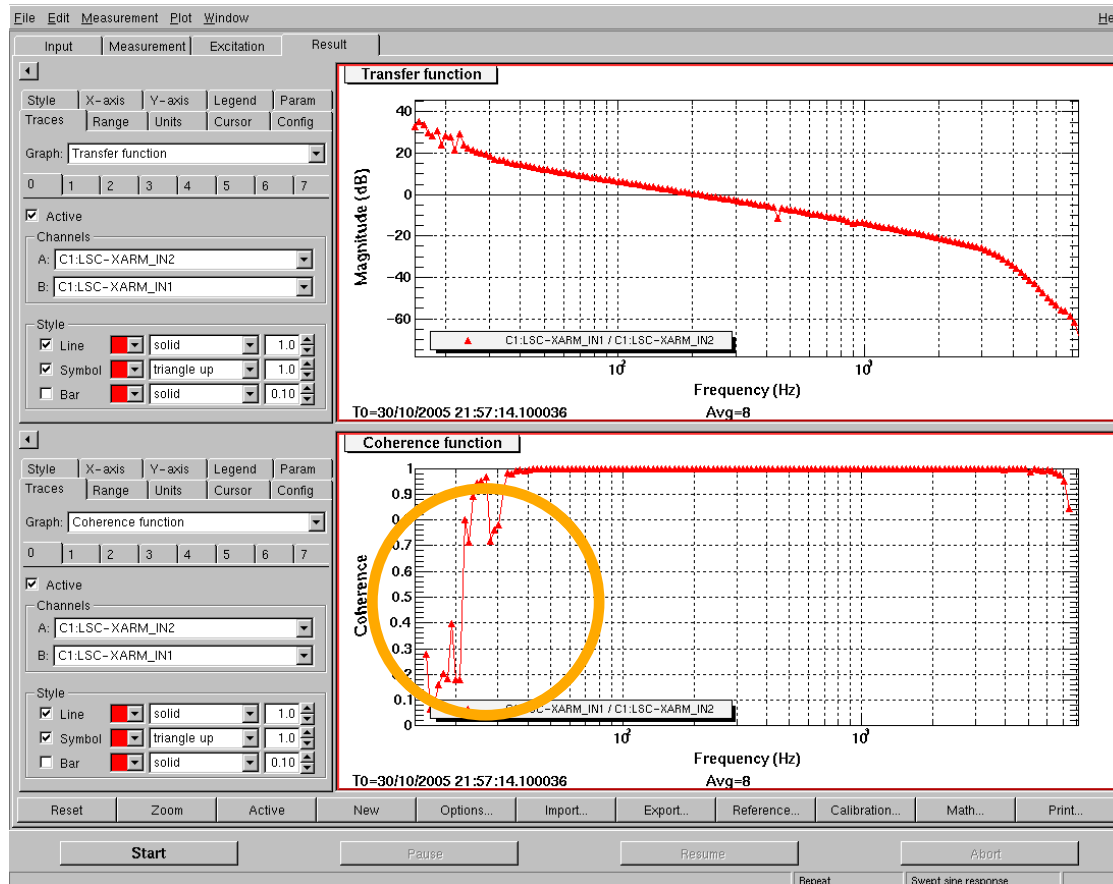 File Edit Measurement Plot Window He
Input Measurement Excitation Result
Style X-axis Y-axis Legend Param
Traces Range Units Cursor Config
Graph: Transfer function
0 1 2 3 4 5 6 7
Active
Channels
A: C1:LSC-XARM_IN2
B: C1:LSC-XARM_IN1
Style
Line solid 1.0
Symbol triangle up 1.0
Bar solid 0.10
Transfer function
40
20
0
-20
-40
-60
Magnitude (dB)
C1:LSC-XARM_IN1 / C1:LSC-XARM_IN2
10² 10³
Frequency (Hz)
T0=30/10/2005 21:57:14.100036 Avg=8
Style X-axis Y-axis Legend Param
Traces Range Units Cursor Config
Graph: Coherence function
0 1 2 3 4 5 6 7
Active
Channels
A: C1:LSC-XARM_IN2
B: C1:LSC-XARM_IN1
Style
Line solid 1.0
Symbol triangle up 1.0
Bar solid 0.10
Coherence function
1
0.9
0.8
0.7
0.6
0.5
0.4
0.3
0.2
0.1
0
Coherence
C1:LSC-XARM_IN1 / C1:LSC-XARM_IN2
10² 10³
Frequency (Hz)
T0=30/10/2005 21:57:14.100036 Avg=8
Reset Zoom Active New Options... Import... Export... Reference... Calibration... Math... Print...
Start Pause Resume Abort
Repeat Swept sine response